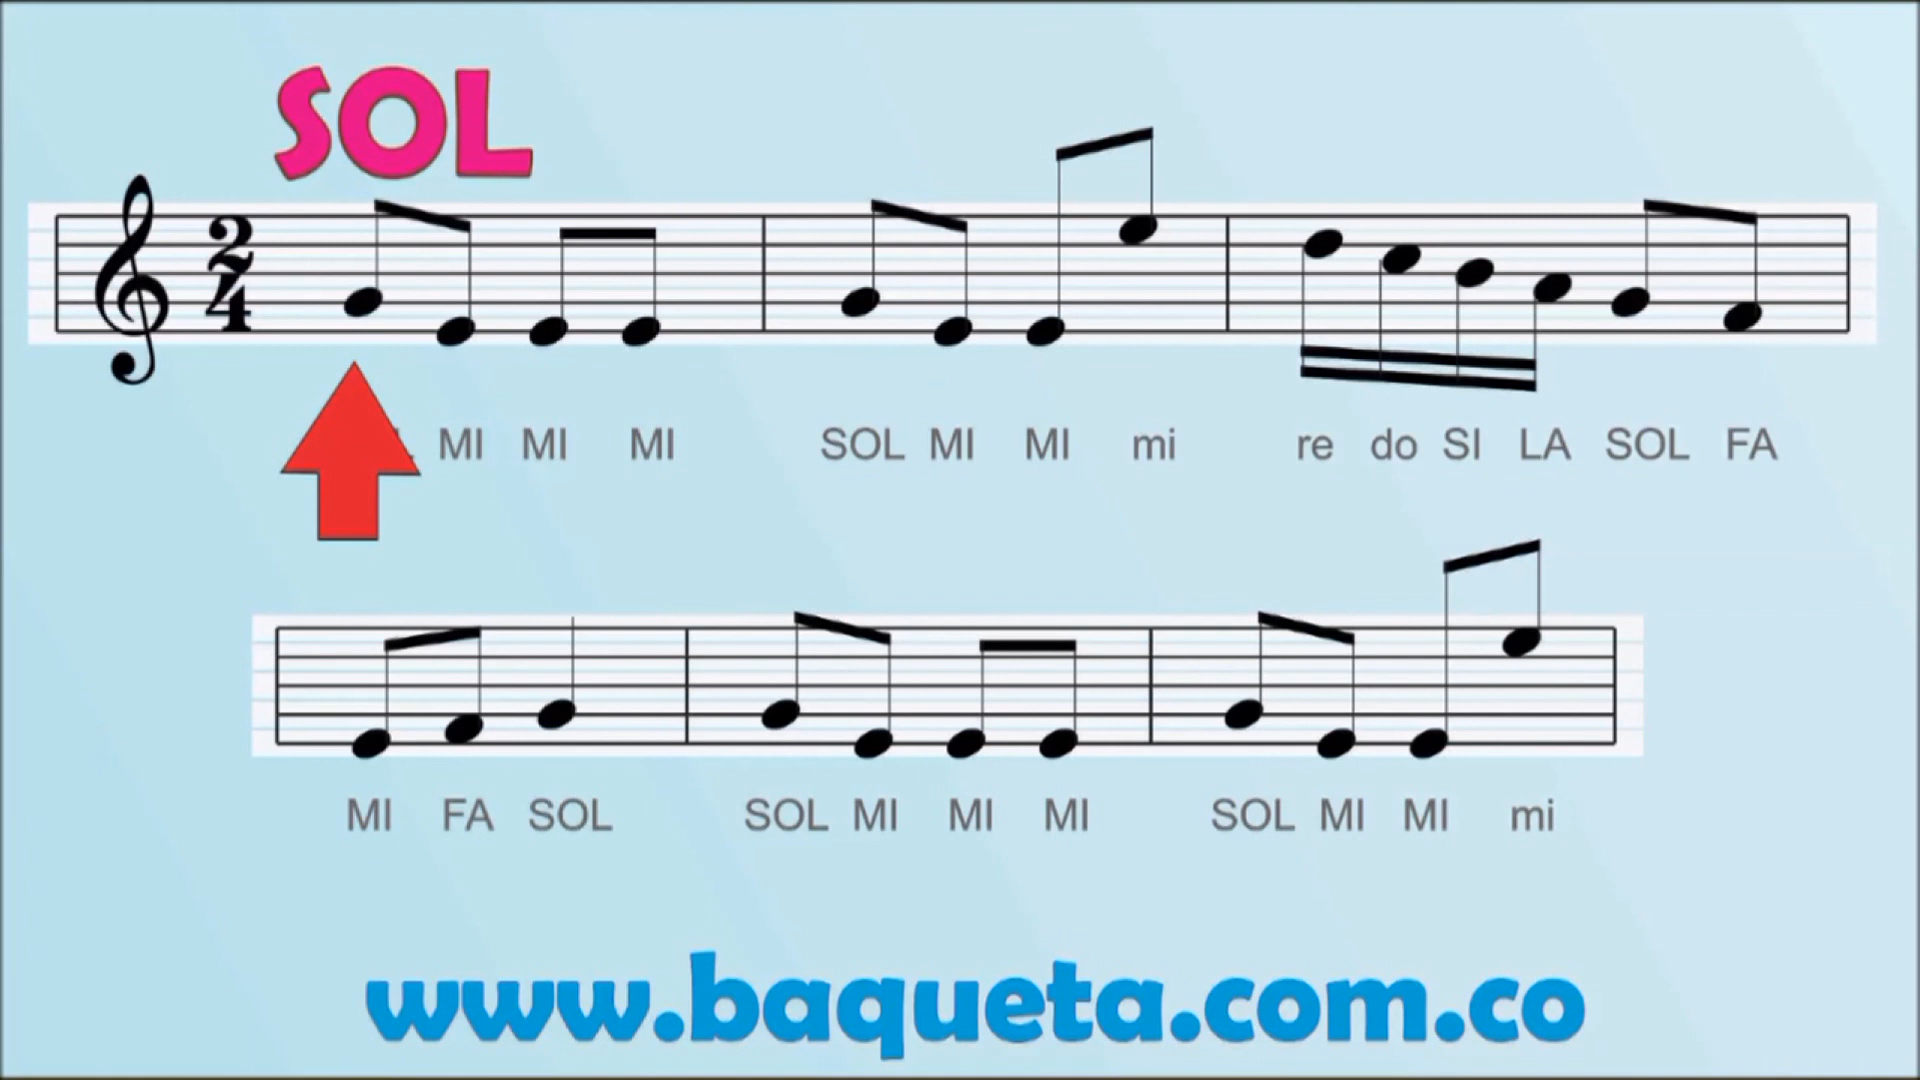 SOL
2
4
MI MI MI SOL MI MI mi re do SI LA SOL FA
MI FA SOL SOL MI MI MI SOL MI MI mi
www.baqueta.com.co